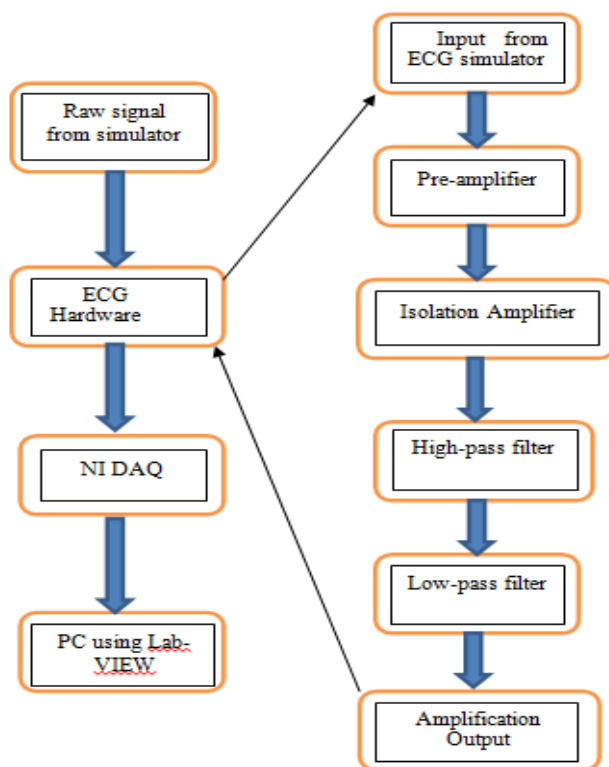 Raw signal
from simulator
ECG
Hardware
NI DAQ
PC using Lab-
VIEW
Input from
ECG simulator
Pre-amplifier
Isolation Amplifier
High-pass filter
Low-pass filter
Amplification
Output